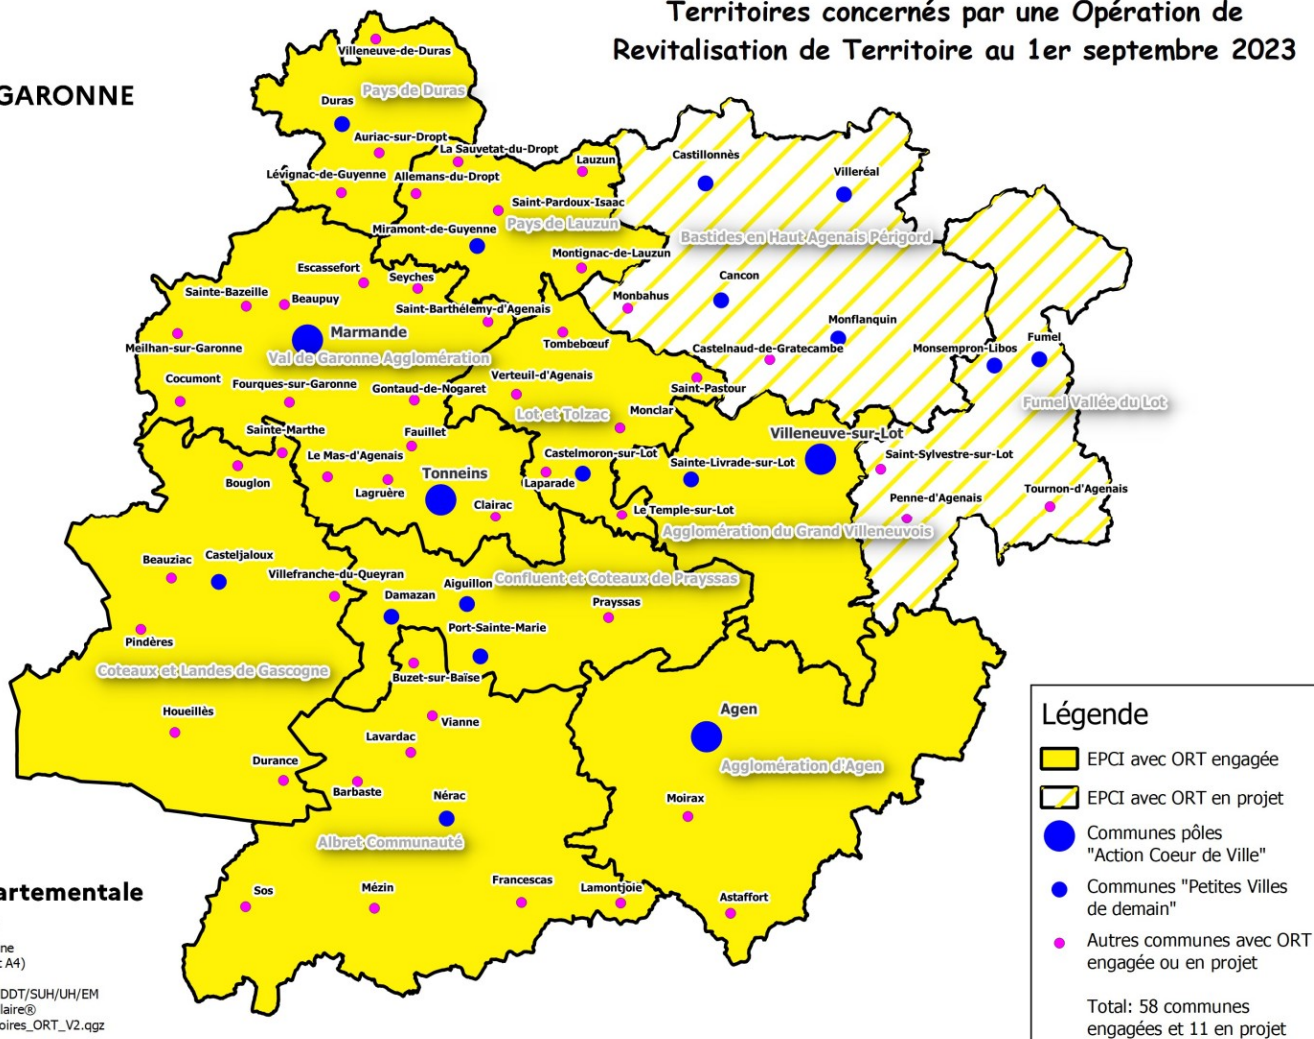 Territoires concernés par une Opération de
Revitalisation de Territoire au 1er septembre 2023
GARONNE
Villeneuve-de-Duras
Pays de Duras
Duras
Auriac-sur-Dropt
La Sauvetat-du-Dropt
Lauzun
Castillonnès
Villeréal
Lévignac-de-Guyenne
Allemans-du-Dropt
Saint-Pardoux-Isaac
Pays de Lauzun
Miramont-de-Guyenne
Bastides en Haut Agenais Périgord
Montignac-de-Lauzun
Escassefort
Seyches
Cancon
Sainte-Bazeille
Beaupuy
Saint-Barthélemy-d'Agenais
Monbahus
Marmande
Monflanquin
Meilhan-sur-Garonne
Val de Garonne Agglomération
Tombebœuf
Castelnaud-de-Gratecambe
Monsempron-Libos
Fumel
Cocumont
Fourques-sur-Garonne
Gontaud-de-Nogaret
Verteuil-d'Agenais
Saint-Pastour
Fumel Vallée du Lot
Lot et Tolzac
Monclar
Sainte-Marthe
Fauillet
Villeneuve-sur-Lot
Le Mas-d'Agenais
Castelmoron-sur-Lot
Sainte-Livrade-sur-Lot
Saint-Sylvestre-sur-Lot
Bouglon
Lagruère
Tonneins
Laparade
Clairac
Le Temple-sur-Lot
Penne-d'Agenais
Tournon-d'Agenais
Agglomération du Grand Villeneuvois
Beauziac
Casteljaloux
Villefranche-du-Queyran
Aiguillon
Confluent et Coteaux de Prayssas
Damazan
Prayssas
Pindères
Port-Sainte-Marie
Coteaux et Landes de Gascogne
Buzet-sur-Baïse
Houeillès
Vianne
Agen
Lavardac
Durance
Agglomération d'Agen
Barbaste
Nérac
Moirax
Albret Communauté
Sos
Mézin
Francescas
Lamontjoie
Astaffort
Légende
EPCI avec ORT engagée
EPCI avec ORT en projet
Communes pôles
"Action Coeur de Ville"
Communes "Petites Villes
de demain"
Autres communes avec ORT
engagée ou en projet
Total: 58 communes
engagées et 11 en projet
artementale
ne
t A4)
DDT/SUH/UH/EM
laire®
oires_ORT_V2.qgz